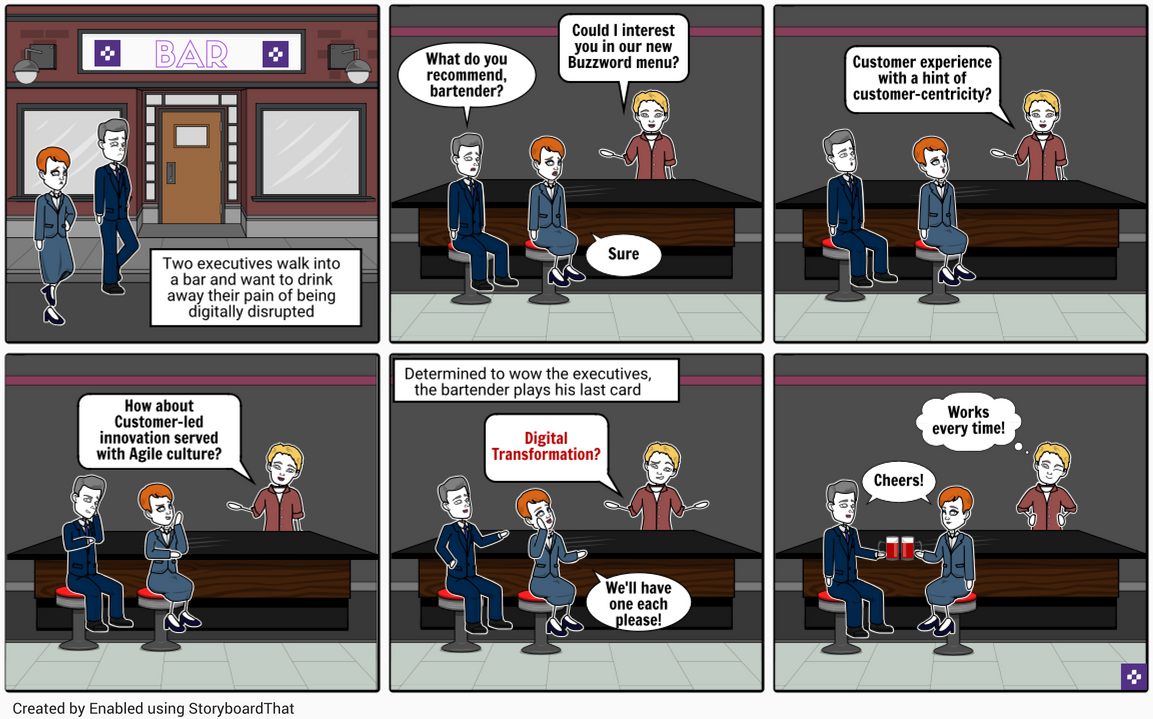 BAR
Two executives walk into
a bar and want to drink
away their pain of being
digitally disrupted
What do you
recommend,
bartender?
Could I interest
you in our new
Buzzword menu?
Sure
Customer experience
with a hint of
customer-centricity?
How about
Customer-led
innovation served
with Agile culture?
Determined to wow the executives,
the bartender plays his last card
Digital
Transformation?
We'll have
one each
please!
Cheers!
Works
every time!
Created by Enabled using StoryboardThat